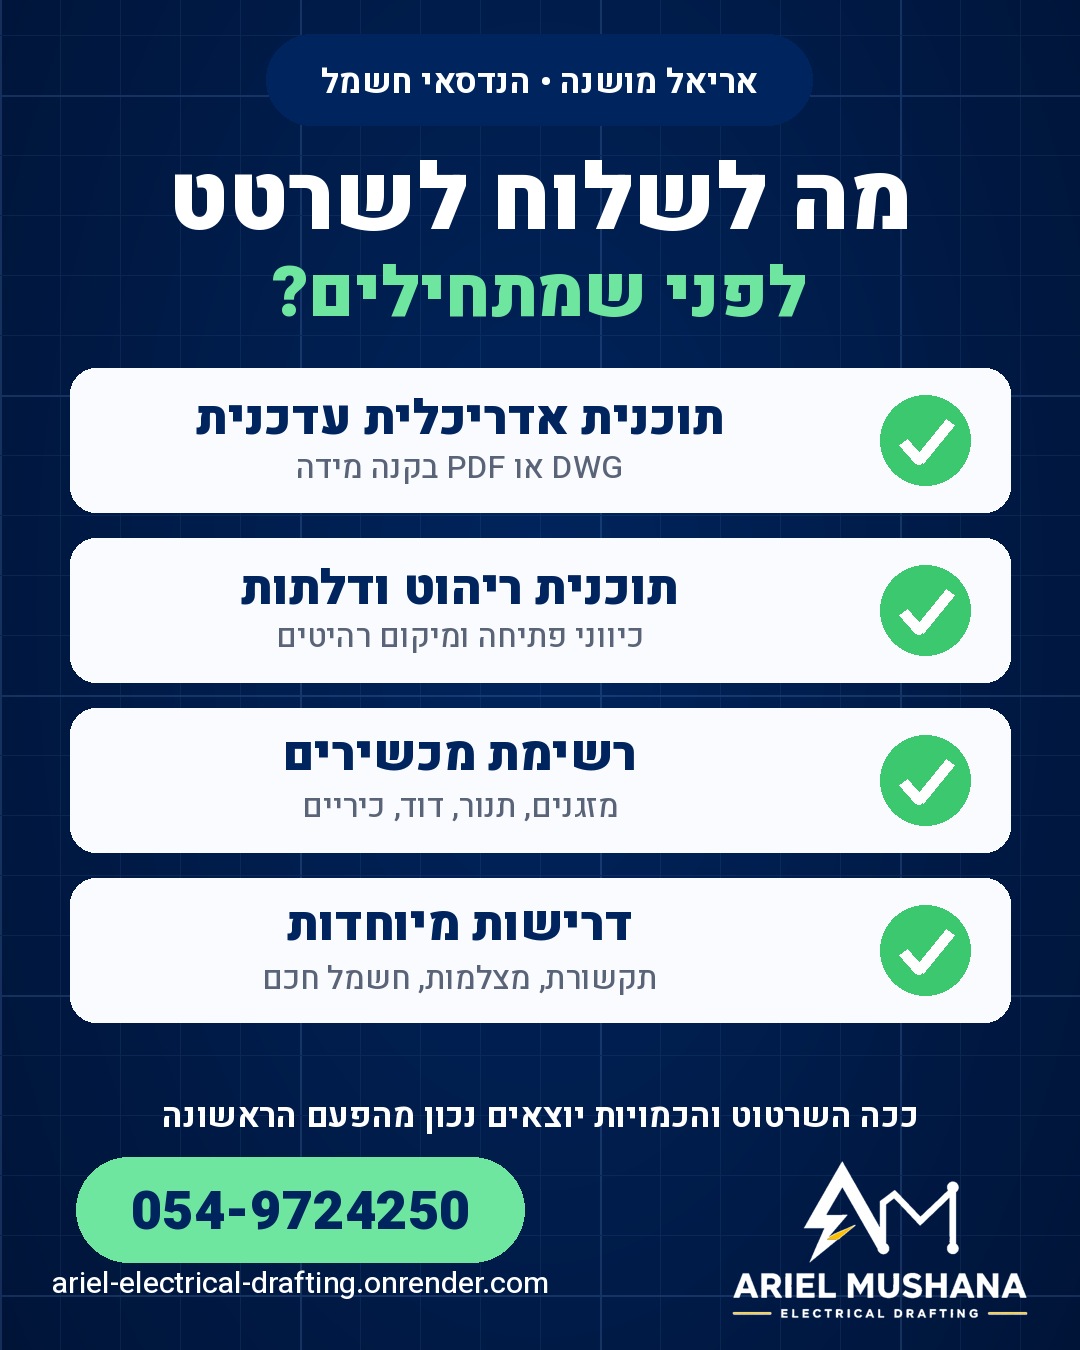 אריאל מושנה • הנדסאי חשמל
מה לשלוח לשרטט
לפני שמתחילים?
תוכנית אדריכלית עדכנית
DWG או PDF בקנה מידה
תוכנית ריהוט ודלתות
כיווני פתיחה ומיקום רהיטים
רשימת מכשירים
מזגנים, תנור, דוד, כיריים
דרישות מיוחדות
תקשורת, מצלמות, חשמל חכם
ככה השרטוט והכמויות יוצאים נכון מהפעם הראשונה
054-9724250
ariel-electrical-drafting.onrender.com
AM
ARIEL MUSHANA
ELECTRICAL DRAFTING